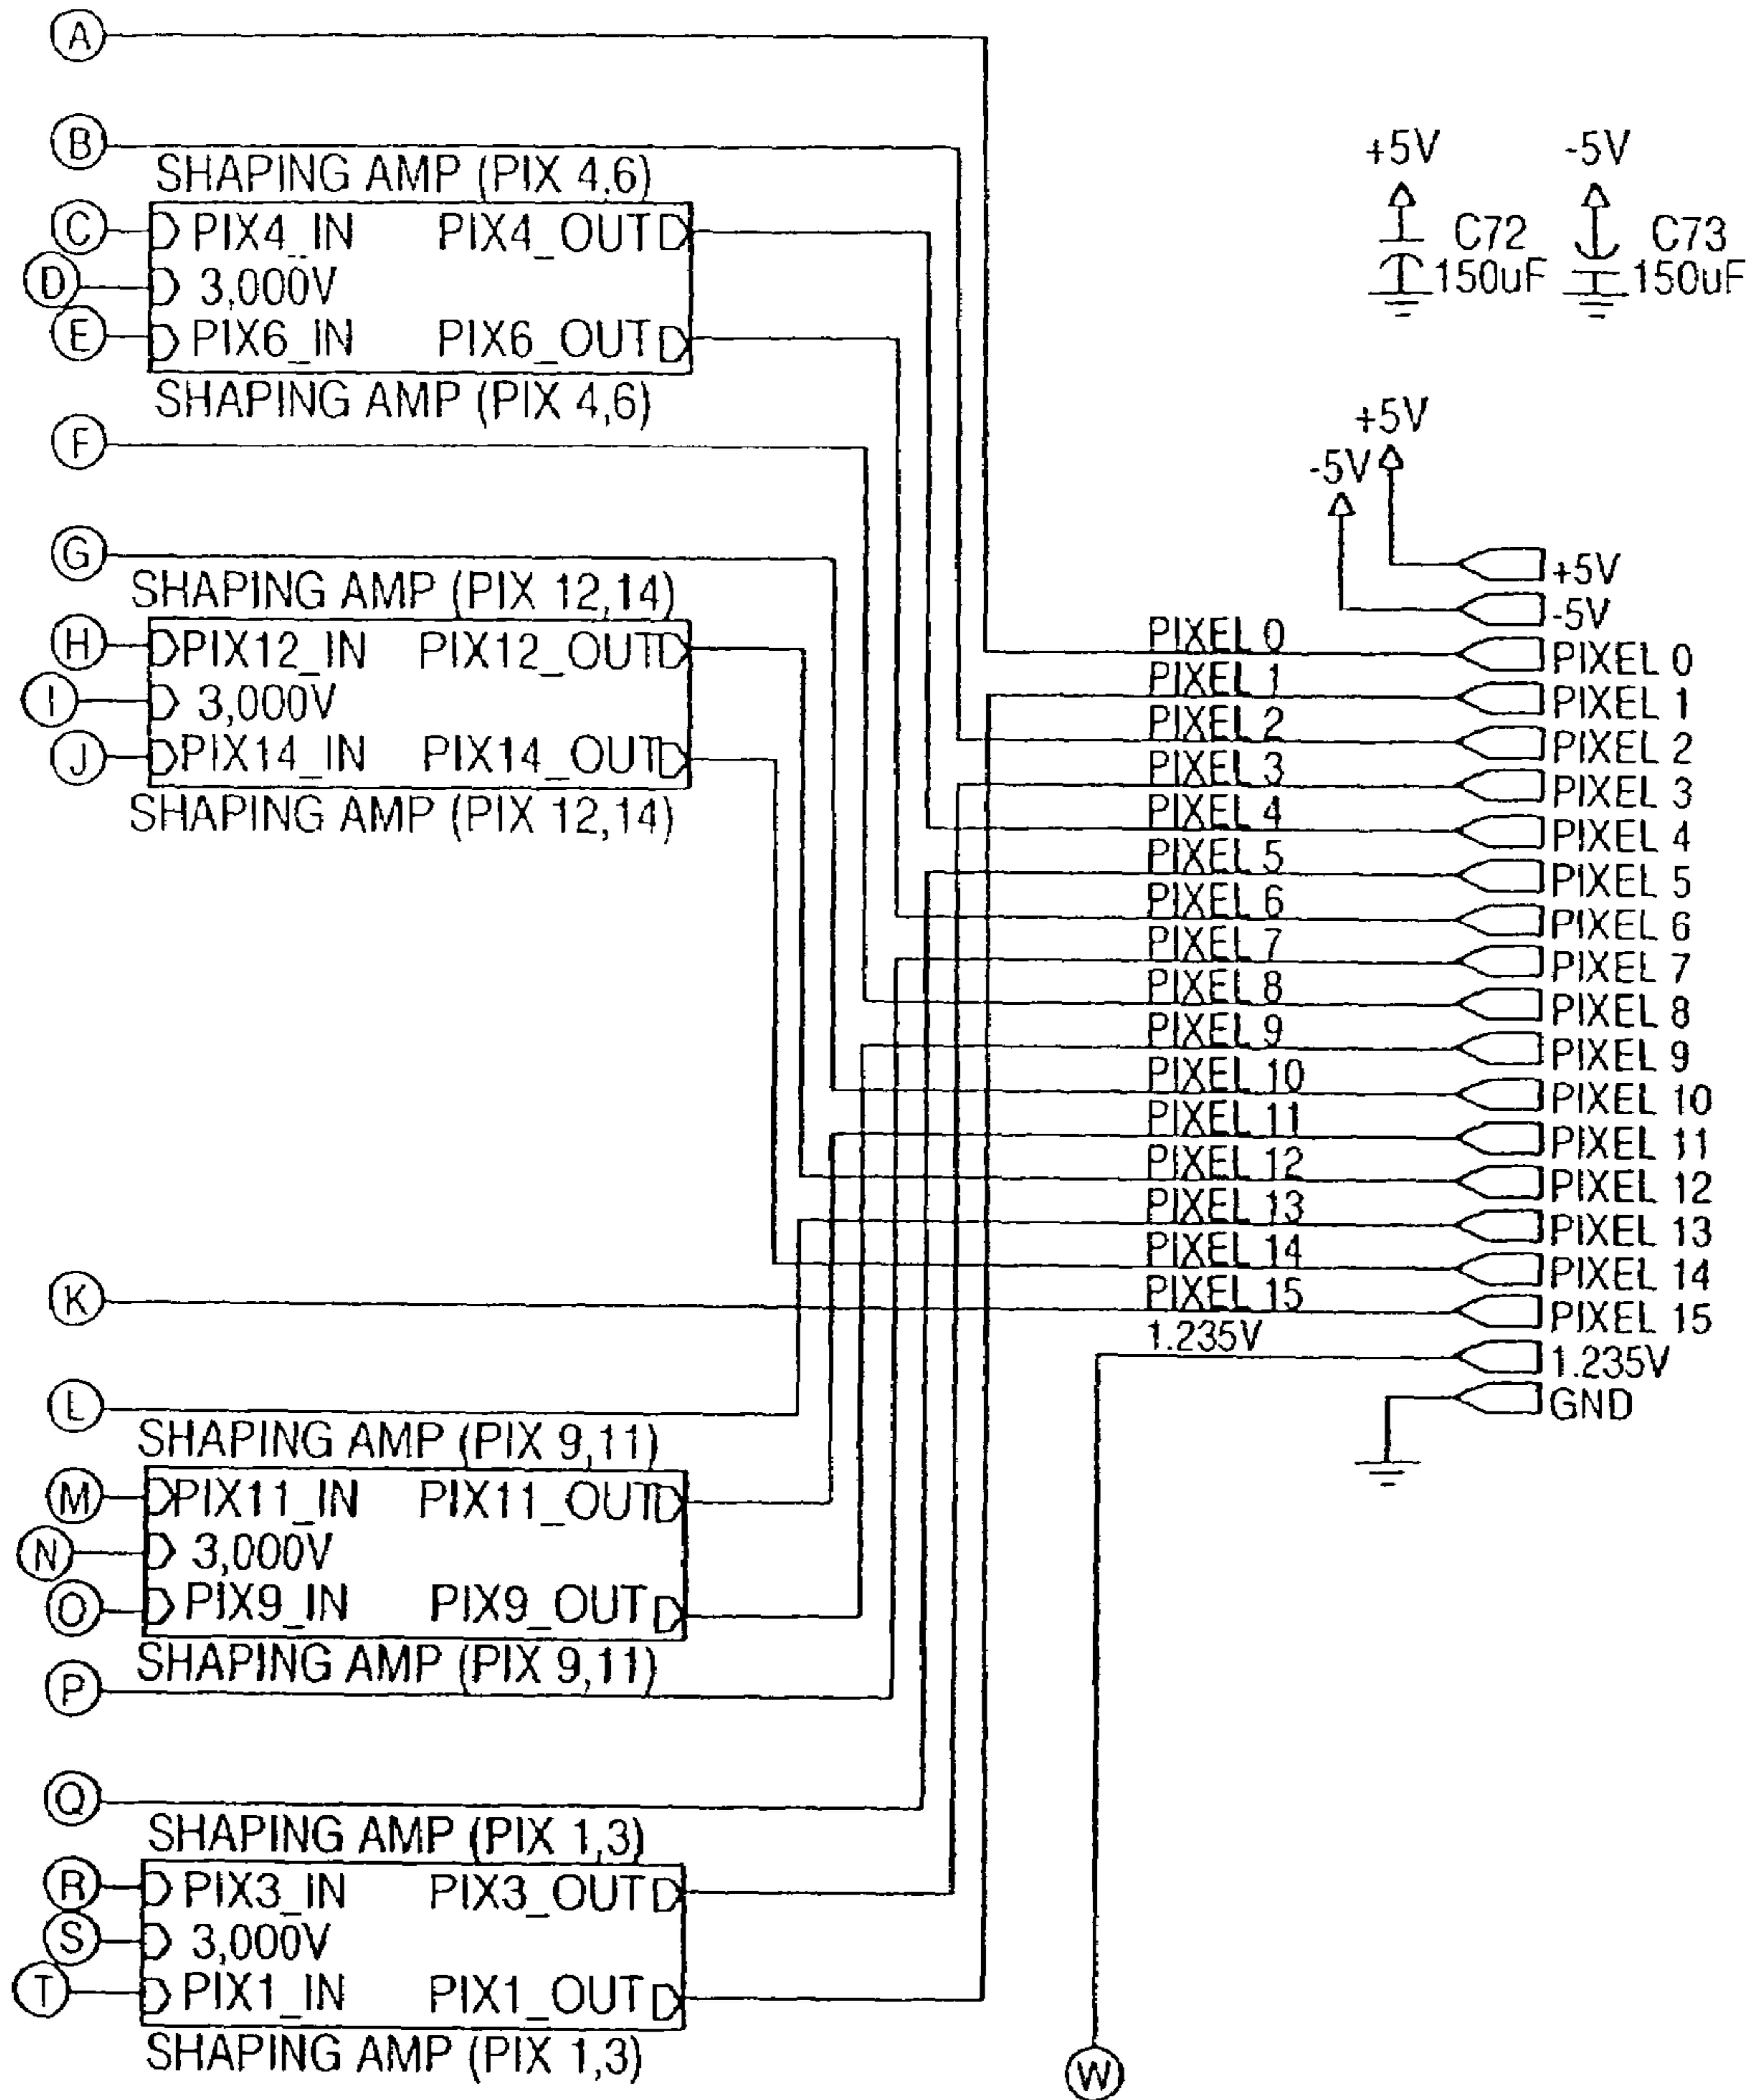 A
B
SHAPING AMP (PIX 4,6)
C PIX4_IN PIX4_OUT
D 3,000V
E PIX6_IN PIX6_OUT
SHAPING AMP (PIX 4,6)
F
G
SHAPING AMP (PIX 12,14)
H PIX12_IN PIX12_OUT
I 3,000V
J PIX14_IN PIX14_OUT
SHAPING AMP (PIX 12,14)
K
L
SHAPING AMP (PIX 9,11)
M PIX11_IN PIX11_OUT
N 3,000V
O PIX9_IN PIX9_OUT
SHAPING AMP (PIX 9,11)
P
Q
SHAPING AMP (PIX 1,3)
R PIX3_IN PIX3_OUT
S 3,000V
T PIX1_IN PIX1_OUT
SHAPING AMP (PIX 1,3)
+5V -5V
C72 C73
150uF 150uF
+5V
-5V
+5V
-5V
PIXEL 0 PIXEL 0
PIXEL 1 PIXEL 1
PIXEL 2 PIXEL 2
PIXEL 3 PIXEL 3
PIXEL 4 PIXEL 4
PIXEL 5 PIXEL 5
PIXEL 6 PIXEL 6
PIXEL 7 PIXEL 7
PIXEL 8 PIXEL 8
PIXEL 9 PIXEL 9
PIXEL 10 PIXEL 10
PIXEL 11 PIXEL 11
PIXEL 12 PIXEL 12
PIXEL 13 PIXEL 13
PIXEL 14 PIXEL 14
PIXEL 15 PIXEL 15
1.235V 1.235V
GND
W